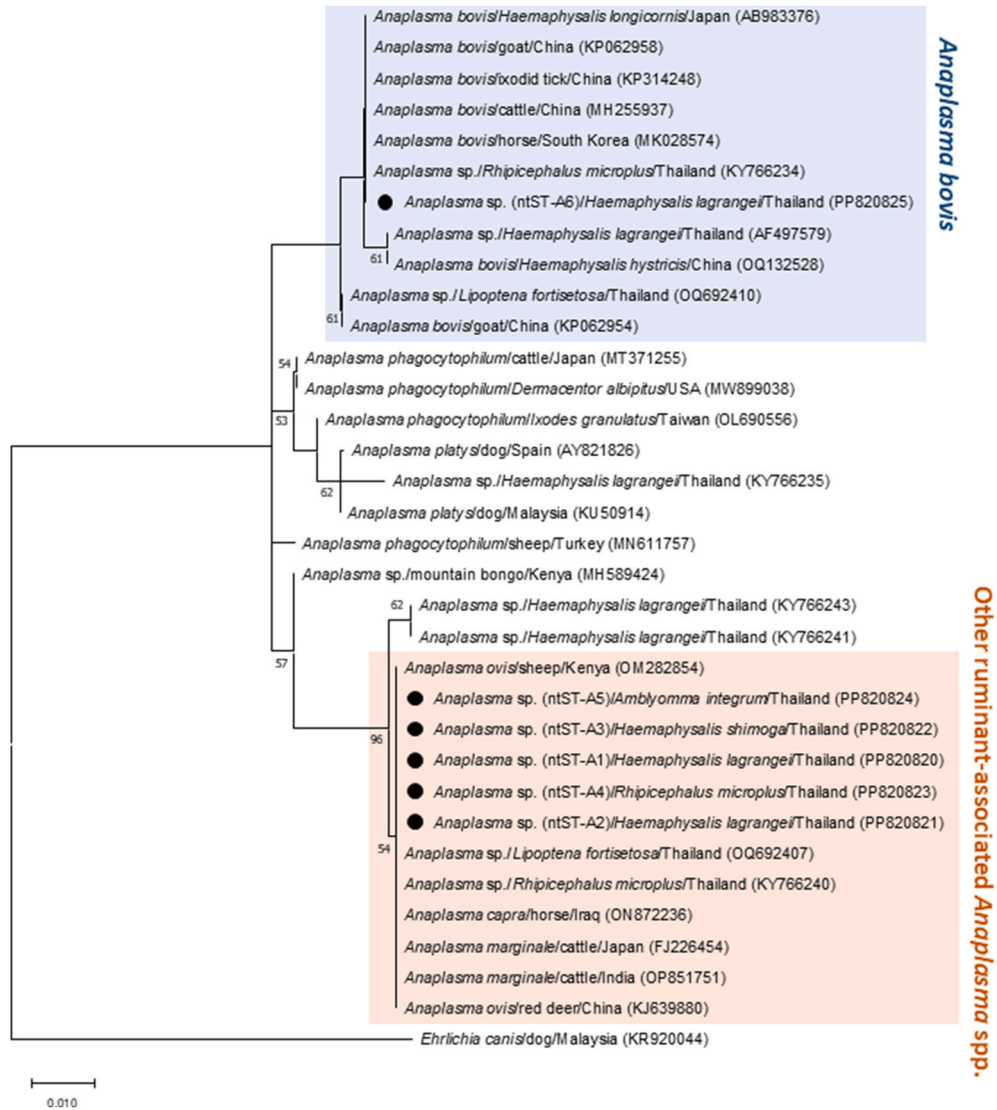 Anaplasma bovis/Haemaphysalis longicornis/Japan (AB983376)
Anaplasma bovis/goat/China (KP062958)
Anaplasma bovis/ixodid tick/China (KP314248)
Anaplasma bovis/cattle/China (MH255937)
Anaplasma bovis/horse/South Korea (MK028574)
Anaplasma sp./Rhipicephalus microplus/Thailand (KY766234)
Anaplasma sp. (ntST-A6)/Haemaphysalis lagrangei/Thailand (PP820825)
Anaplasma sp./Haemaphysalis lagrangei/Thailand (AF497579)
61
Anaplasma bovis/Haemaphysalis hystricis/China (OQ132528)
Anaplasma sp./Lipoptena fortisetosa/Thailand (OQ692410)
61
Anaplasma bovis/goat/China (KP062954)
Anaplasma bovis
54
Anaplasma phagocytophilum/cattle/Japan (MT371255)
Anaplasma phagocytophilum/Dermacentor albipitus/USA (MW899038)
53
Anaplasma phagocytophilum/Ixodes granulatus/Taiwan (OL690556)
Anaplasma platys/dog/Spain (AY821826)
Anaplasma sp./Haemaphysalis lagrangei/Thailand (KY766235)
62
Anaplasma platys/dog/Malaysia (KU50914)
Anaplasma phagocytophilum/sheep/Turkey (MN611757)
Anaplasma sp./mountain bongo/Kenya (MH589424)
62
Anaplasma sp./Haemaphysalis lagrangei/Thailand (KY766243)
Anaplasma sp./Haemaphysalis lagrangei/Thailand (KY766241)
57
Anaplasma ovis/sheep/Kenya (OM282854)
Anaplasma sp. (ntST-A5)/Amblyomma integrum/Thailand (PP820824)
Anaplasma sp. (ntST-A3)/Haemaphysalis shimoga/Thailand (PP820822)
96
Anaplasma sp. (ntST-A1)/Haemaphysalis lagrangei/Thailand (PP820820)
Anaplasma sp. (ntST-A4)/Rhipicephalus microplus/Thailand (PP820823)
Anaplasma sp. (ntST-A2)/Haemaphysalis lagrangei/Thailand (PP820821)
54
Anaplasma sp./Lipoptena fortisetosa/Thailand (OQ692407)
Anaplasma sp./Rhipicephalus microplus/Thailand (KY766240)
Anaplasma capra/horse/Iraq (ON872236)
Anaplasma marginale/cattle/Japan (FJ226454)
Anaplasma marginale/cattle/India (OP851751)
Anaplasma ovis/red deer/China (KJ639880)
Other ruminant-associated Anaplasma spp.
Ehrlichia canis/dog/Malaysia (KR920044)
0.010